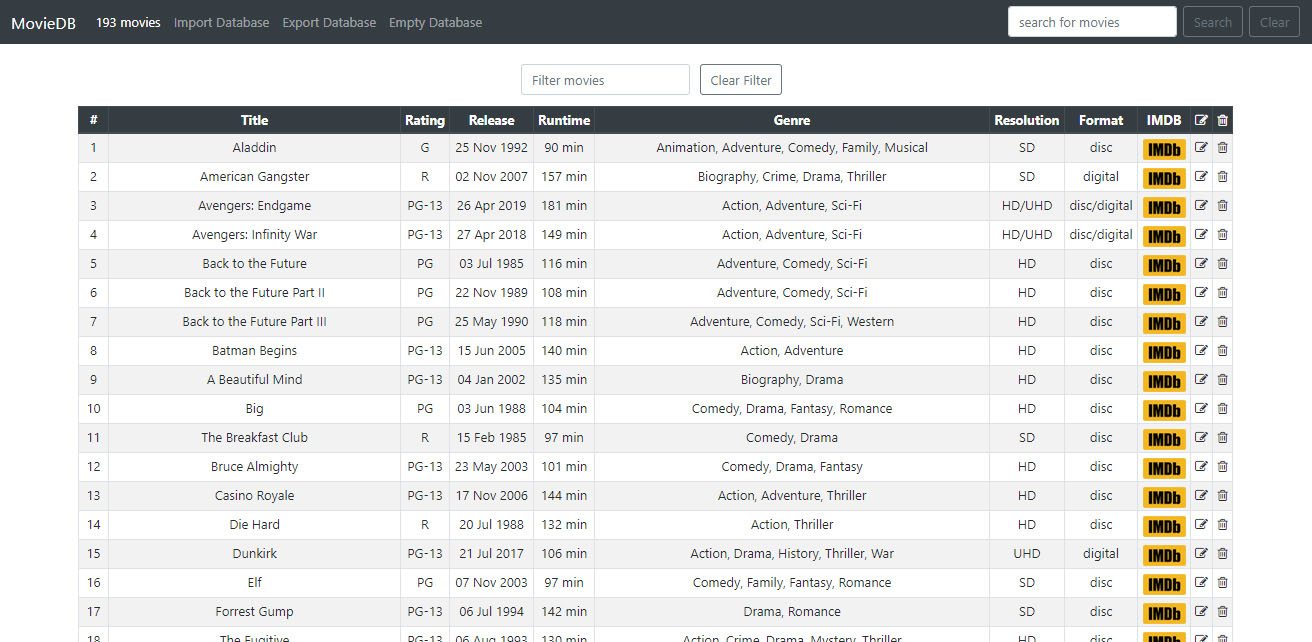 MovieDB 193 movies Import Database Export Database Empty Database search for movies Search Clear
Filter movies Clear Filter
# Title Rating Release Runtime Genre Resolution Format IMDB
1 Aladdin G 25 Nov 1992 90 min Animation, Adventure, Comedy, Family, Musical SD disc IMDb
2 American Gangster R 02 Nov 2007 157 min Biography, Crime, Drama, Thriller SD digital IMDb
3 Avengers: Endgame PG-13 26 Apr 2019 181 min Action, Adventure, Sci-Fi HD/UHD disc/digital IMDb
4 Avengers: Infinity War PG-13 27 Apr 2018 149 min Action, Adventure, Sci-Fi HD/UHD disc/digital IMDb
5 Back to the Future PG 03 Jul 1985 116 min Adventure, Comedy, Sci-Fi HD disc IMDb
6 Back to the Future Part II PG 22 Nov 1989 108 min Adventure, Comedy, Sci-Fi HD disc IMDb
7 Back to the Future Part III PG 25 May 1990 118 min Adventure, Comedy, Sci-Fi, Western HD disc IMDb
8 Batman Begins PG-13 15 Jun 2005 140 min Action, Adventure HD disc IMDb
9 A Beautiful Mind PG-13 04 Jan 2002 135 min Biography, Drama HD disc IMDb
10 Big PG 03 Jun 1988 104 min Comedy, Drama, Fantasy, Romance HD disc IMDb
11 The Breakfast Club R 15 Feb 1985 97 min Comedy, Drama SD disc IMDb
12 Bruce Almighty PG-13 23 May 2003 101 min Comedy, Drama, Fantasy HD disc IMDb
13 Casino Royale PG-13 17 Nov 2006 144 min Action, Adventure, Thriller HD disc IMDb
14 Die Hard R 20 Jul 1988 132 min Action, Thriller HD disc IMDb
15 Dunkirk PG-13 21 Jul 2017 106 min Action, Drama, History, Thriller, War UHD digital IMDb
16 Elf PG 07 Nov 2003 97 min Comedy, Family, Fantasy, Romance SD disc IMDb
17 Forrest Gump PG-13 06 Jul 1994 142 min Drama, Romance SD disc IMDb
18 The Fugitive PG-13 06 Aug 1993 130 min Action, Crime, Drama, Mystery, Thriller HD disc IMDb